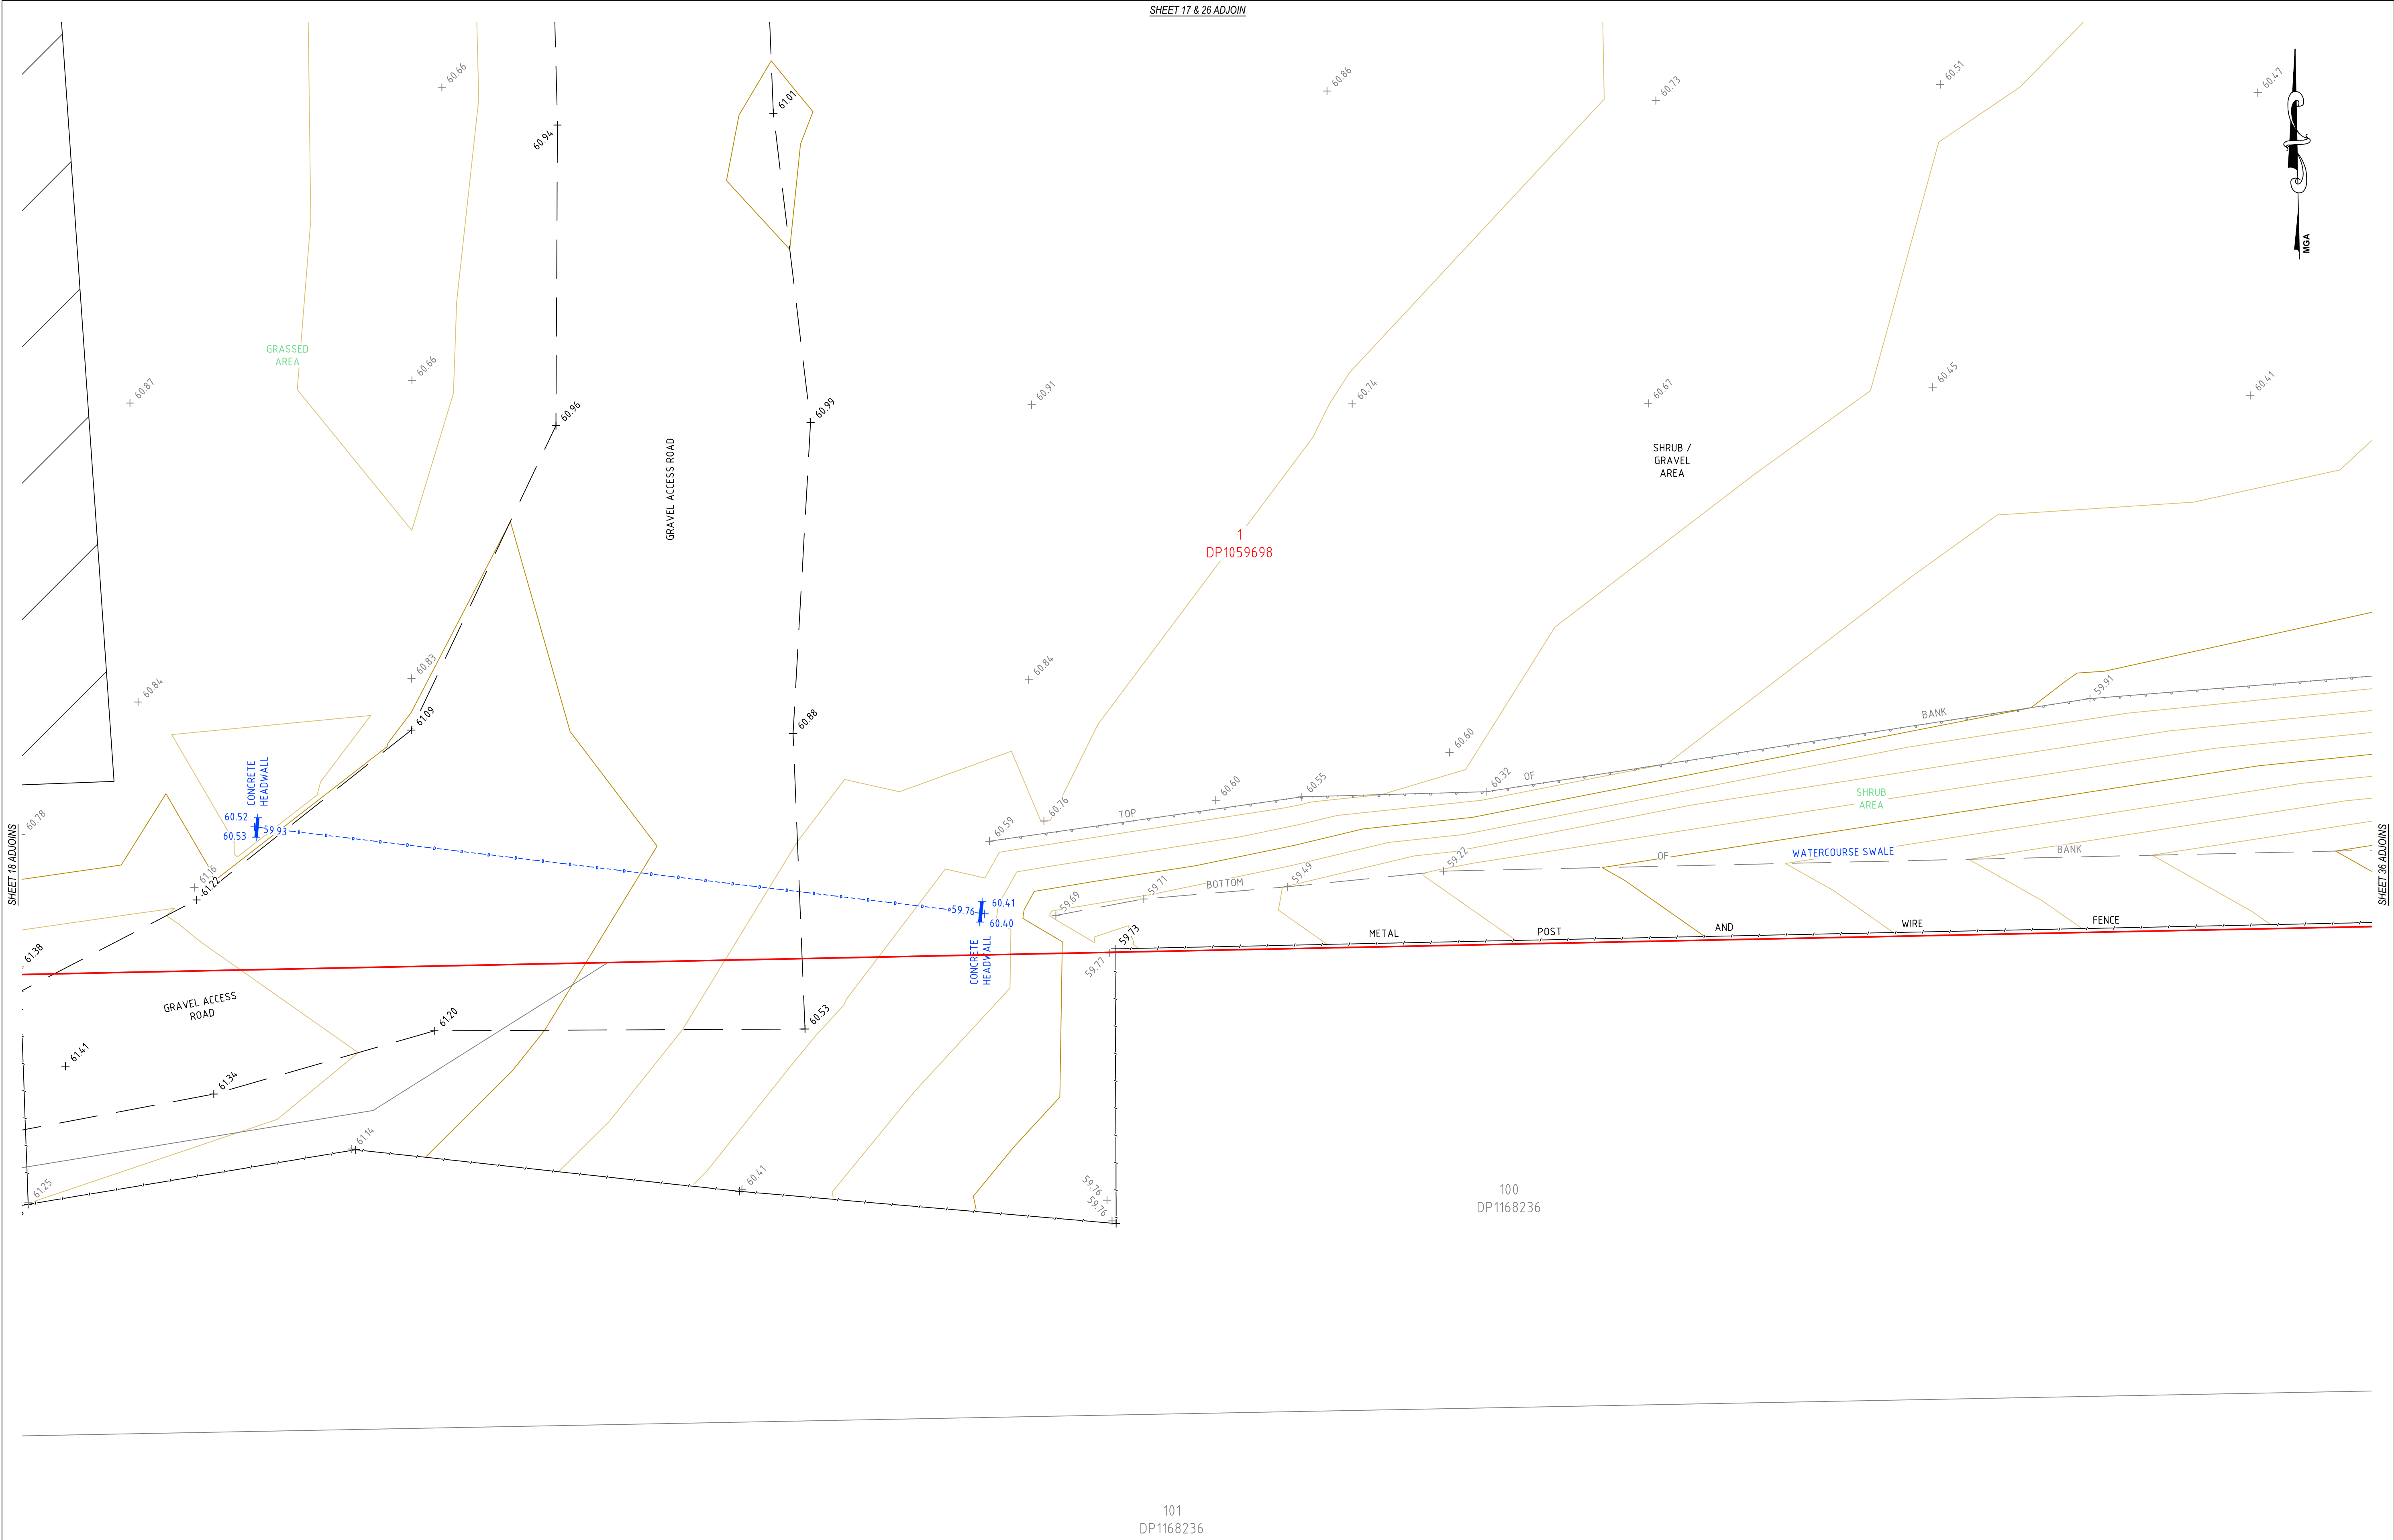 SHEET 17 & 26 ADJOIN
60.66
61.01
60.86
60.73
60.51
60.47
60.94
MGA
GRASSED
AREA
60.87
60.66
60.96
60.99
60.91
60.74
60.67
60.45
60.41
GRAVEL ACCESS ROAD
SHRUB /
GRAVEL
AREA
1
DP1059698
60.84
60.83
61.09
60.88
60.84
60.60
59.91
BANK
OF
TOP
60.32
60.55
60.60
60.76
60.59
CONCRETE
HEADWALL
60.52
60.53
59.93
60.78
SHEET 18 ADJOINS
61.16
61.22
SHRUB
AREA
WATERCOURSE SWALE
BANK
OF
BOTTOM
59.22
59.49
59.71
59.69
59.76
60.41
60.40
CONCRETE
HEADWALL
SHEET 36 ADJOINS
59.73
59.77
METAL
POST
AND
WIRE
FENCE
61.38
GRAVEL ACCESS
ROAD
61.20
60.53
61.41
61.34
61.14
61.25
60.41
59.76
59.76
100
DP1168236
101
DP1168236